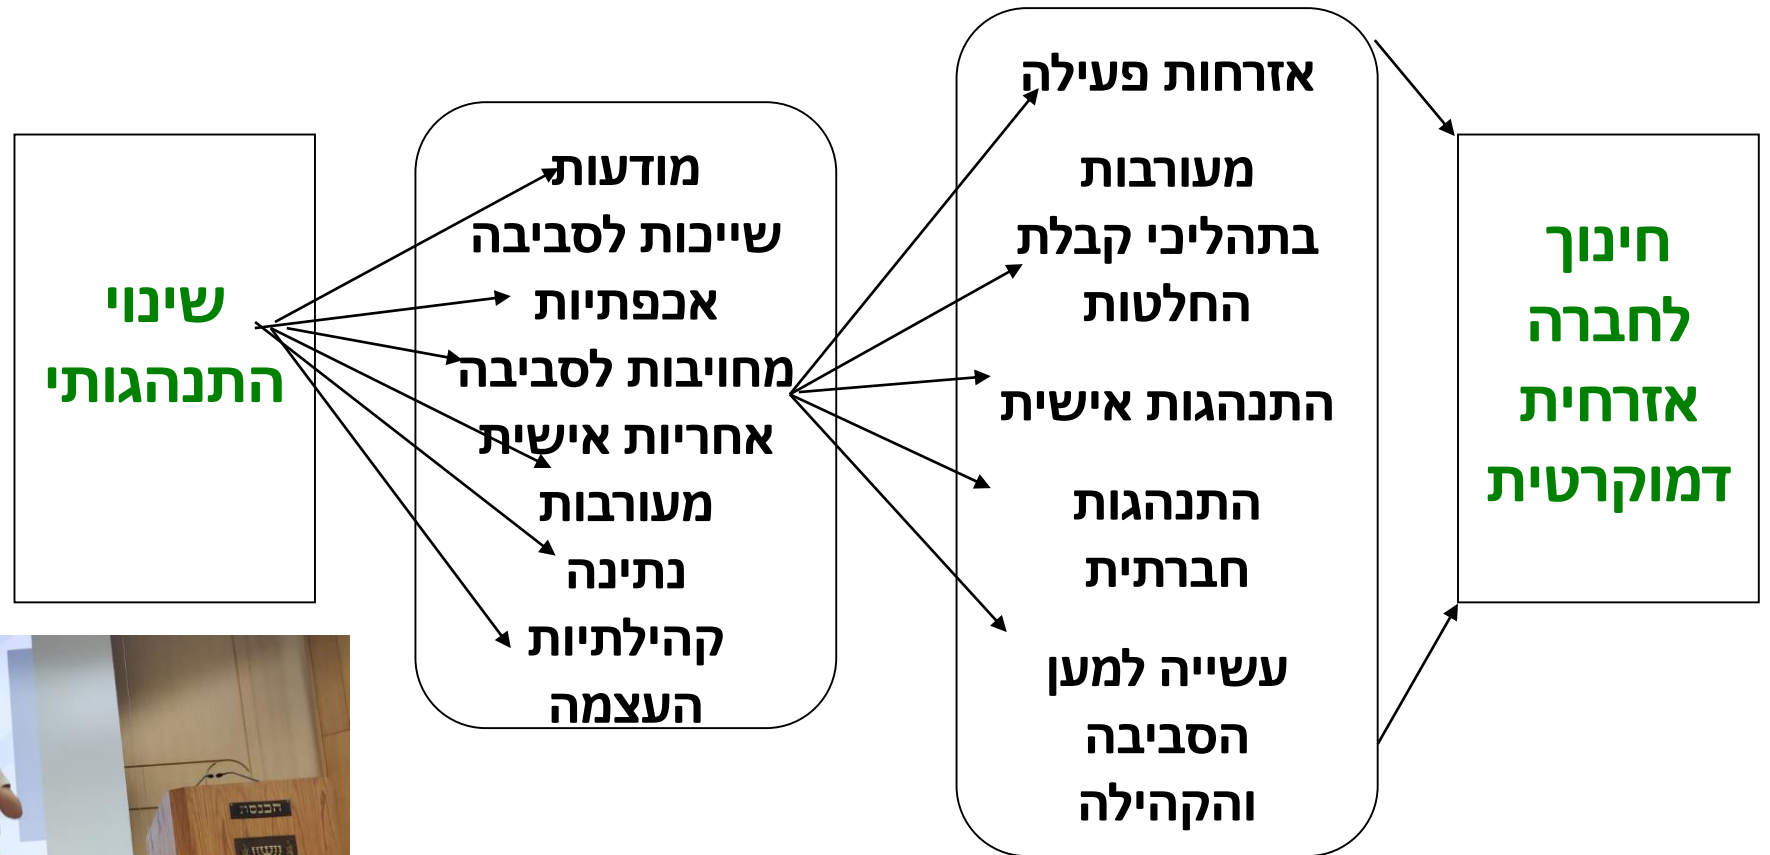 שינוי
התנהגותי
מודעות
שייכות לסביבה
אכפתיות
מחויבות לסביבה
אחריות אישית
מעורבות
נתינה
קהילתיות
העצמה
אזרחות פעילה
מעורבות
בתהליכי קבלת
החלטות
התנהגות אישית
התנהגות
חברתית
עשייה למען
הסביבה
והקהילה
חינוך
לחברה
אזרחית
דמוקרטית
הכנסה